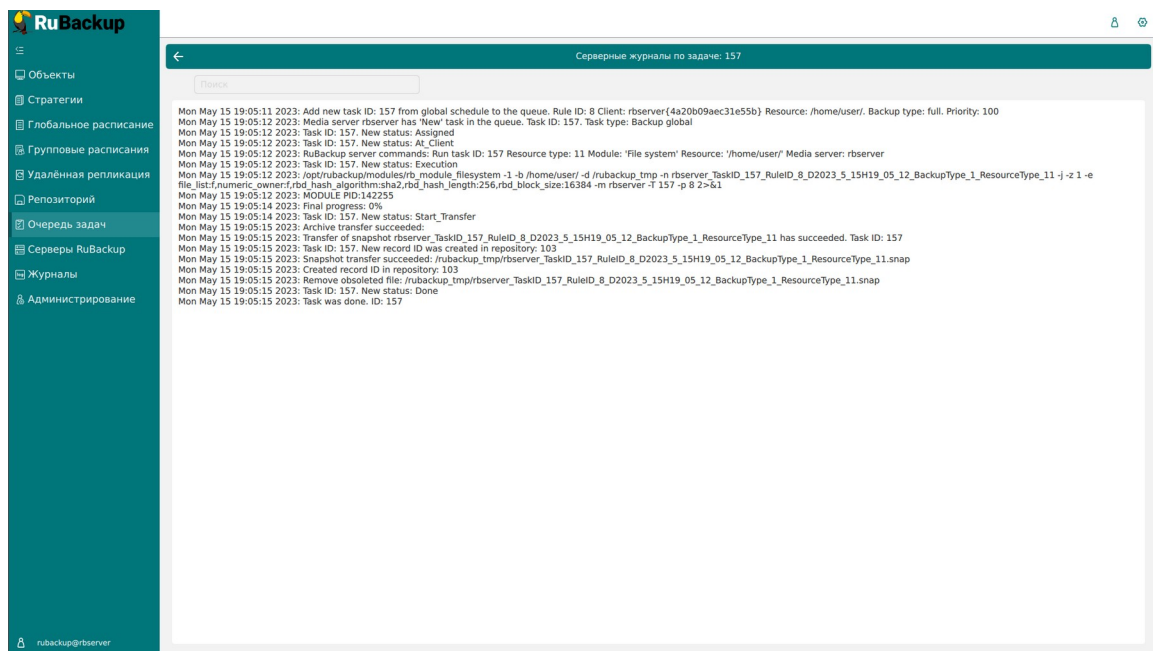 RuBackup
Объекты
Стратегии
Глобальное расписание
Групповые расписания
Удалённая репликация
Репозиторий
Очередь задач
Серверы RuBackup
Журналы
Администрирование
rubackup@rbserver
Серверные журналы по задаче: 157
Поиск
Mon May 15 19:05:11 2023: Add new task ID: 157 from global schedule to the queue. Rule ID: 8 Client: rbserver{4a20b09aec31e55b} Resource: /home/user/. Backup type: full. Priority: 100
Mon May 15 19:05:12 2023: Media server rbserver has 'New' task in the queue. Task ID: 157. Task type: Backup global
Mon May 15 19:05:12 2023: Task ID: 157. New status: Assigned
Mon May 15 19:05:12 2023: Task ID: 157. New status: At_Client
Mon May 15 19:05:12 2023: RuBackup server commands: Run task ID: 157 Resource type: 11 Module: 'File system' Resource: '/home/user/' Media server: rbserver
Mon May 15 19:05:12 2023: Task ID: 157. New status: Execution
Mon May 15 19:05:12 2023: /opt/rubackup/modules/rb_module_filesystem -1 -b /home/user/ -d /rubackup_tmp -n rbserver_TaskID_157_RuleID_8_D2023_5_15H19_05_12_BackupType_1_ResourceType_11 -j -z 1 -e
file_list:f,numeric_owner:f,rbd_hash_algorithm:sha2,rbd_hash_length:256,rbd_block_size:16384 -m rbserver -T 157 -p 8 2>&1
Mon May 15 19:05:12 2023: MODULE PID:142255
Mon May 15 19:05:14 2023: Final progress: 0%
Mon May 15 19:05:14 2023: Task ID: 157. New status: Start_Transfer
Mon May 15 19:05:15 2023: Archive transfer succeeded:
Mon May 15 19:05:15 2023: Transfer of snapshot rbserver_TaskID_157_RuleID_8_D2023_5_15H19_05_12_BackupType_1_ResourceType_11 has succeeded. Task ID: 157
Mon May 15 19:05:15 2023: Task ID: 157. New record ID was created in repository: 103
Mon May 15 19:05:15 2023: Snapshot transfer succeeded: /rubackup_tmp/rbserver_TaskID_157_RuleID_8_D2023_5_15H19_05_12_BackupType_1_ResourceType_11.snap
Mon May 15 19:05:15 2023: Created record ID in repository: 103
Mon May 15 19:05:15 2023: Remove obsoleted file: /rubackup_tmp/rbserver_TaskID_157_RuleID_8_D2023_5_15H19_05_12_BackupType_1_ResourceType_11.snap
Mon May 15 19:05:15 2023: Task ID: 157. New status: Done
Mon May 15 19:05:15 2023: Task was done. ID: 157